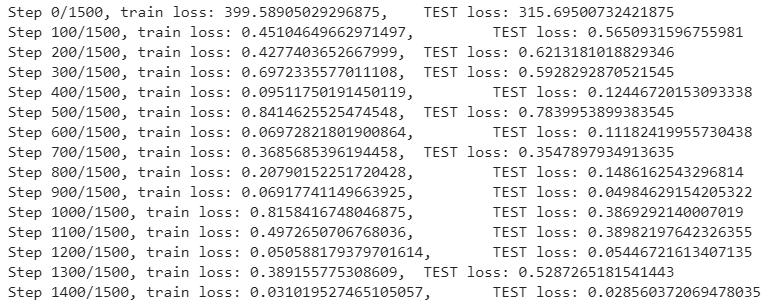 Step 0/1500, train loss: 399.58905029296875,    TEST loss: 315.69500732421875
Step 100/1500, train loss: 0.45104649662971497,         TEST loss: 0.5650931596755981
Step 200/1500, train loss: 0.4277403652667999,  TEST loss: 0.6213181018829346
Step 300/1500, train loss: 0.6972335577011108,  TEST loss: 0.5928292870521545
Step 400/1500, train loss: 0.09511750191450119,         TEST loss: 0.12446720153093338
Step 500/1500, train loss: 0.8414625525474548,  TEST loss: 0.7839953899383545
Step 600/1500, train loss: 0.06972821801900864,         TEST loss: 0.11182419955730438
Step 700/1500, train loss: 0.3685685396194458,  TEST loss: 0.3547897934913635
Step 800/1500, train loss: 0.20790152251720428,         TEST loss: 0.1486162543296814
Step 900/1500, train loss: 0.06917741149663925,         TEST loss: 0.04984629154205322
Step 1000/1500, train loss: 0.8158416748046875,         TEST loss: 0.3869292140007019
Step 1100/1500, train loss: 0.4972650706768036,         TEST loss: 0.38982197642326355
Step 1200/1500, train loss: 0.050588179379701614,       TEST loss: 0.05446721613407135
Step 1300/1500, train loss: 0.389155775308609,  TEST loss: 0.5287265181541443
Step 1400/1500, train loss: 0.031019527465105057,       TEST loss: 0.028560372069478035